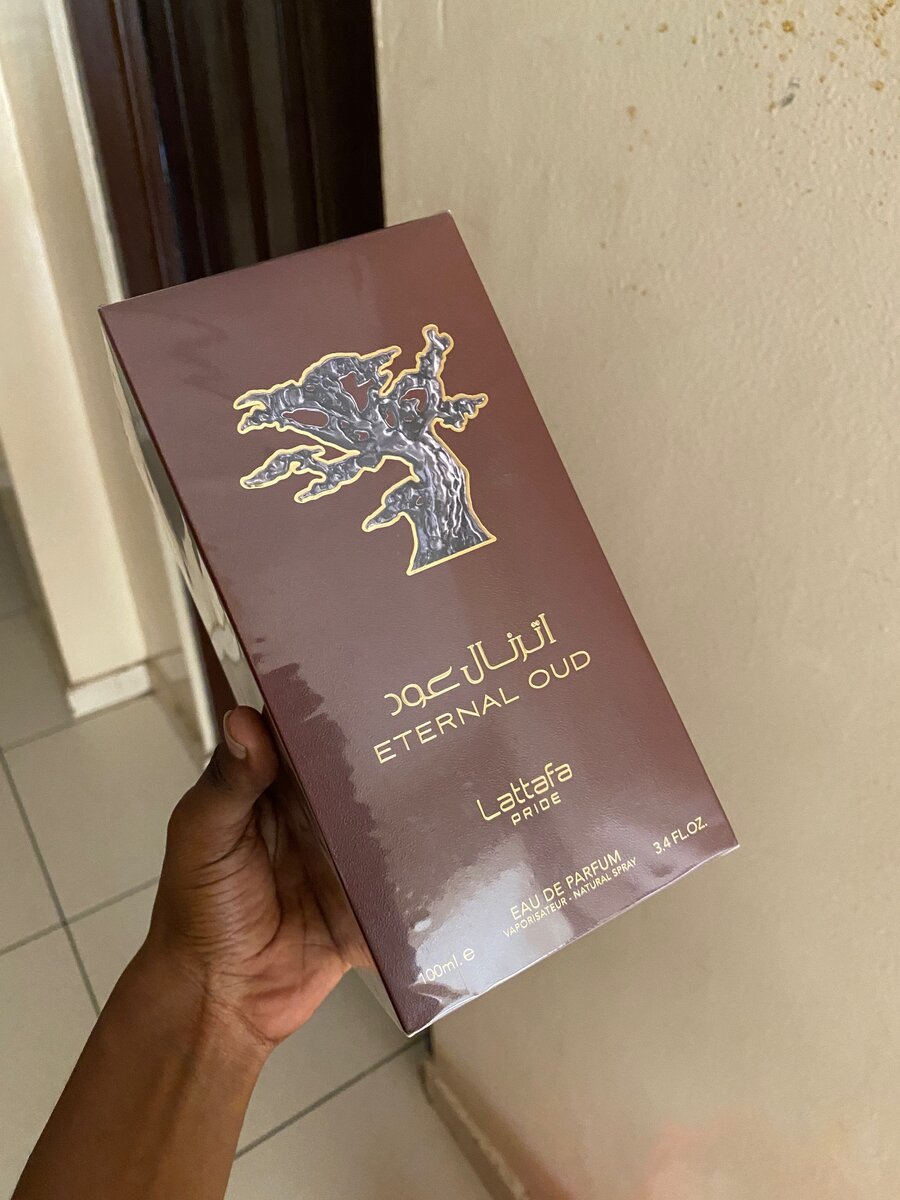 اترنال عود
ETERNAL OUD
Lattafa
PRIDE
EAU DE PARFUM
VAPORISATEUR - NATURAL SPRAY
100ml.e
3.4 FL.OZ.